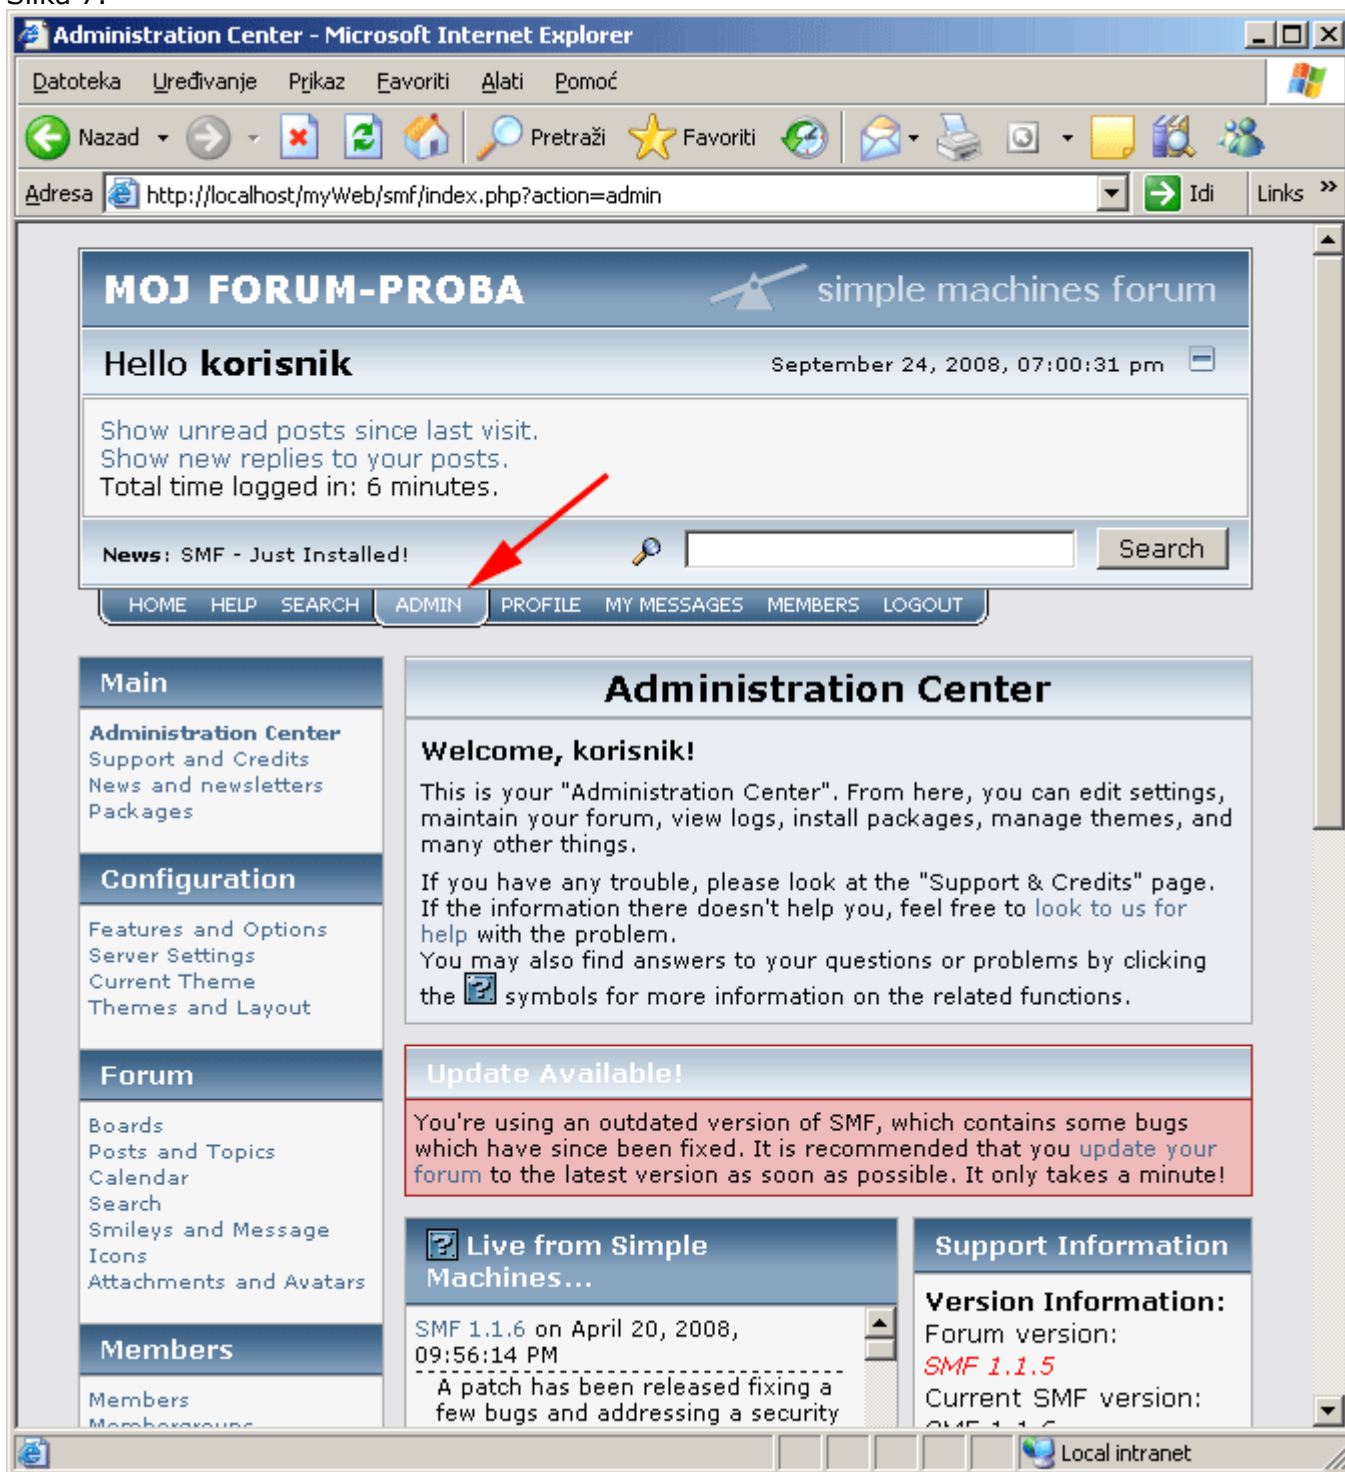 Slika 7.
Administration Center - Microsoft Internet Explorer
Datoteka Uređivanje Prikaz Favoriti Alati Pomoć
Nazad Pretraži Favoriti
Adresa http://localhost/myWeb/smf/index.php?action=admin Idi Links »
MOJ FORUM-PROBA simple machines forum
Hello korisnik September 24, 2008, 07:00:31 pm
Show unread posts since last visit.
Show new replies to your posts.
Total time logged in: 6 minutes.
News: SMF - Just Installed! Search
HOME HELP SEARCH ADMIN PROFILE MY MESSAGES MEMBERS LOGOUT
Main
Administration Center
Support and Credits
News and newsletters
Packages
Configuration
Features and Options
Server Settings
Current Theme
Themes and Layout
Forum
Boards
Posts and Topics
Calendar
Search
Smileys and Message
Icons
Attachments and Avatars
Members
Members
Membergroups
Administration Center
Welcome, korisnik!
This is your "Administration Center". From here, you can edit settings,
maintain your forum, view logs, install packages, manage themes, and
many other things.
If you have any trouble, please look at the "Support & Credits" page.
If the information there doesn't help you, feel free to look to us for
help with the problem.
You may also find answers to your questions or problems by clicking
the ? symbols for more information on the related functions.
Update Available!
You're using an outdated version of SMF, which contains some bugs
which have since been fixed. It is recommended that you update your
forum to the latest version as soon as possible. It only takes a minute!
? Live from Simple
Machines...
SMF 1.1.6 on April 20, 2008,
09:56:14 PM
A patch has been released fixing a
few bugs and addressing a security
Support Information
Version Information:
Forum version:
SMF 1.1.5
Current SMF version:
SMF 1.1.6
Local intranet